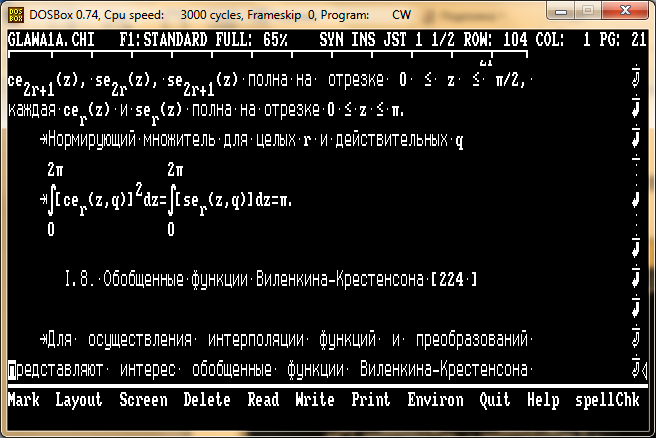 DOSBox 0.74, Cpu speed: 3000 cycles, Frameskip 0, Program: CW
GLAWA1A.CHI F1:STANDARD FULL: 65% SYN INS JST 1 1/2 ROW: 104 COL: 1 PG: 21
ce2r+1(z), se2r(z), se2r+1(z) полна на отрезке 0 ≤ z ≤ π/2,
каждая cer(z) и ser(z) полна на отрезке 0 ≤ z ≤ π.
Нормирующий множитель для целых r и действительных q
2π 2π
∫[cer(z,q)]2dz=∫[ser(z,q)]dz=π.
0 0
I.8. Обобщенные функции Виленкина-Крестенсона [224 ]
Для осуществления интерполяции функций и преобразований
представляют интерес обобщенные функции Виленкина-Крестенсона
Mark Layout Screen Delete Read Write Print Environ Quit Help spellChk